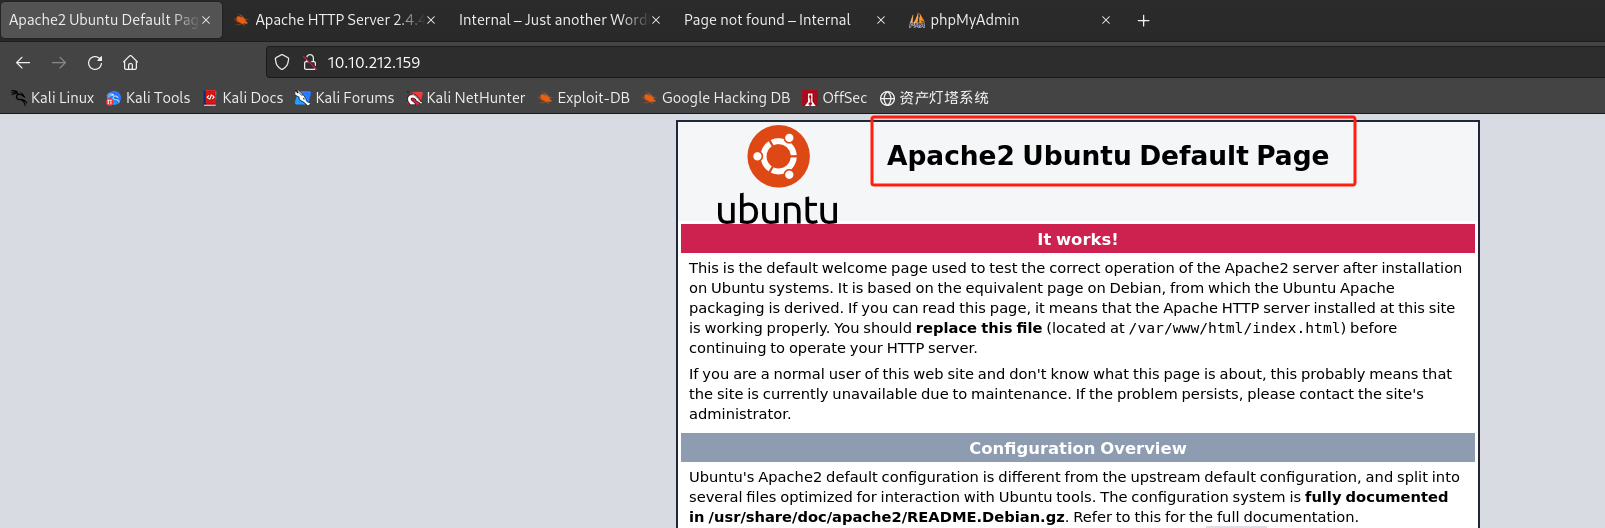 Apache2 Ubuntu Default Pag
Apache HTTP Server 2.4.4
Internal – Just another Word
Page not found – Internal
phpMyAdmin
10.10.212.159
Kali Linux
Kali Tools
Kali Docs
Kali Forums
Kali NetHunter
Exploit-DB
Google Hacking DB
OffSec
资产灯塔系统
Apache2 Ubuntu Default Page
ubuntu
It works!
This is the default welcome page used to test the correct operation of the Apache2 server after installation
on Ubuntu systems. It is based on the equivalent page on Debian, from which the Ubuntu Apache
packaging is derived. If you can read this page, it means that the Apache HTTP server installed at this site
is working properly. You should replace this file (located at /var/www/html/index.html) before
continuing to operate your HTTP server.
If you are a normal user of this web site and don't know what this page is about, this probably means that
the site is currently unavailable due to maintenance. If the problem persists, please contact the site's
administrator.
Configuration Overview
Ubuntu's Apache2 default configuration is different from the upstream default configuration, and split into
several files optimized for interaction with Ubuntu tools. The configuration system is fully documented
in /usr/share/doc/apache2/README.Debian.gz. Refer to this for the full documentation.